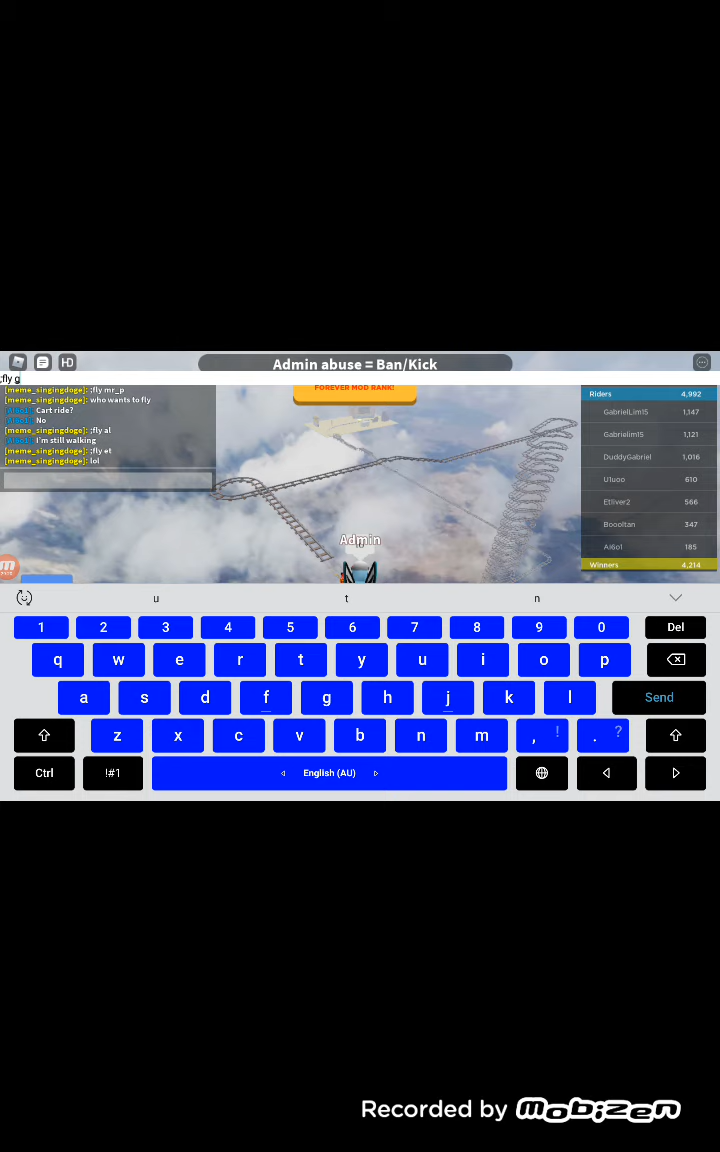 HD
Admin abuse = Ban/Kick
;fly g
[meme_singingdoge]: ;fly mr_p
[meme_singingdoge]: who wants to fly
Cart ride?
No
[meme_singingdoge]: ;fly al
I'm still walking
[meme_singingdoge]: ;fly et
[meme_singingdoge]: lol
FOREVER MOD RANK!
Riders 4,992
GabrielLim15 1,147
Gabrielim15 1,121
DuddyGabriel 1,016
U1uoo 610
Etliver2 566
Boooltan 347
Al6o1 185
Winners 4,214
Admin
u t n
1 2 3 4 5 6 7 8 9 0 Del
q w e r t y u i o p
a s d f g h j k l Send
z x c v b n m , ! . ?
Ctrl !#1 English (AU)
Recorded by mobizen